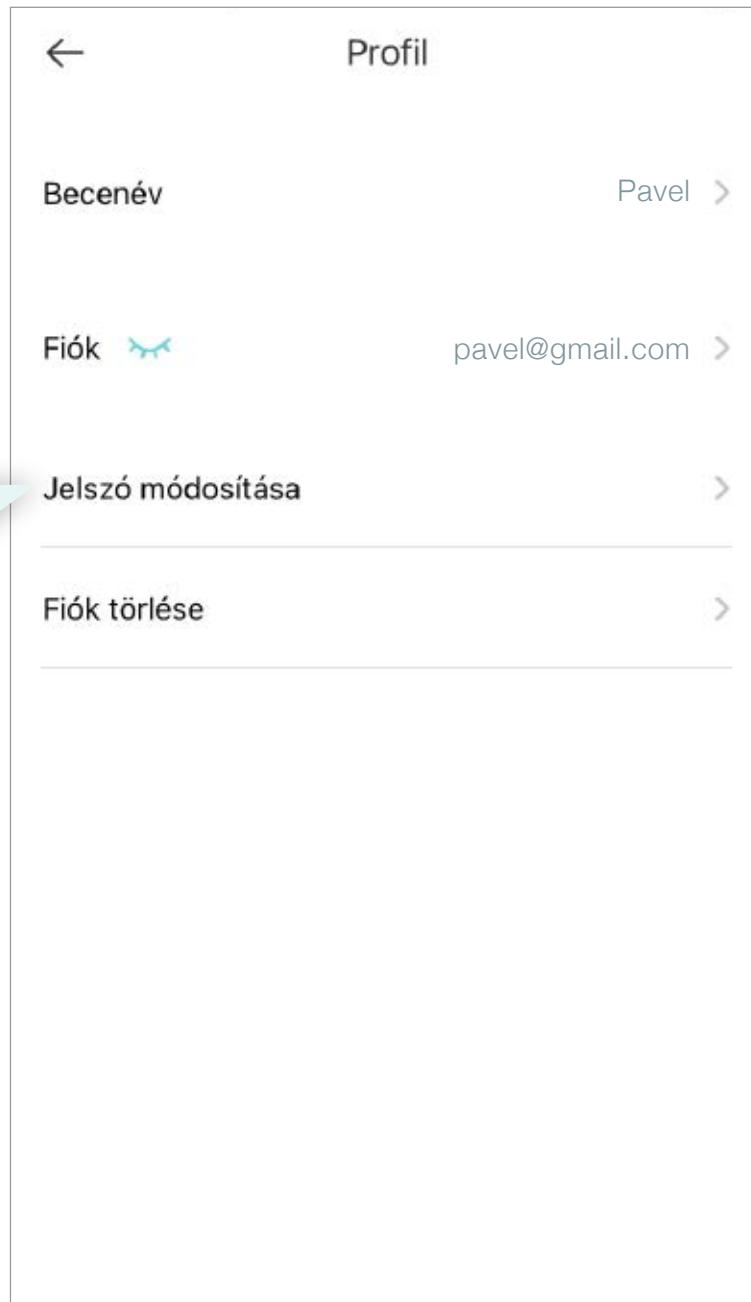 Profil
Becenév Pavel
Fiók pavel@gmail.com
Jelszó módosítása
Fiók törlése